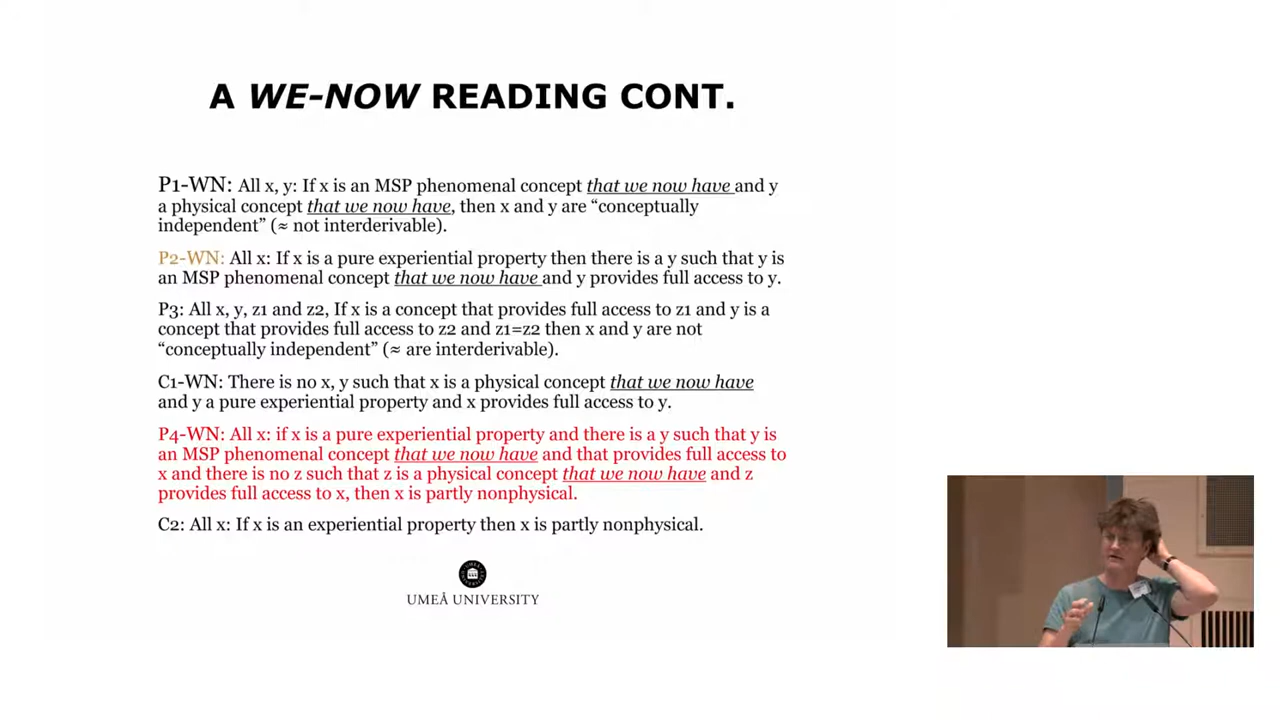 A WE-NOW READING CONT.
P1-WN: All x, y: If x is an MSP phenomenal concept that we now have and y
a physical concept that we now have, then x and y are “conceptually
independent” (≈ not interderivable).
P2-WN: All x: If x is a pure experiential property then there is a y such that y is
an MSP phenomenal concept that we now have and y provides full access to y.
P3: All x, y, z1 and z2, If x is a concept that provides full access to z1 and y is a
concept that provides full access to z2 and z1=z2 then x and y are not
“conceptually independent” (≈ are interderivable).
C1-WN: There is no x, y such that x is a physical concept that we now have
and y a pure experiential property and x provides full access to y.
P4-WN: All x: if x is a pure experiential property and there is a y such that y is
an MSP phenomenal concept that we now have and that provides full access to
x and there is no z such that z is a physical concept that we now have and z
provides full access to x, then x is partly nonphysical.
C2: All x: If x is an experiential property then x is partly nonphysical.
UMEÅ UNIVERSITY